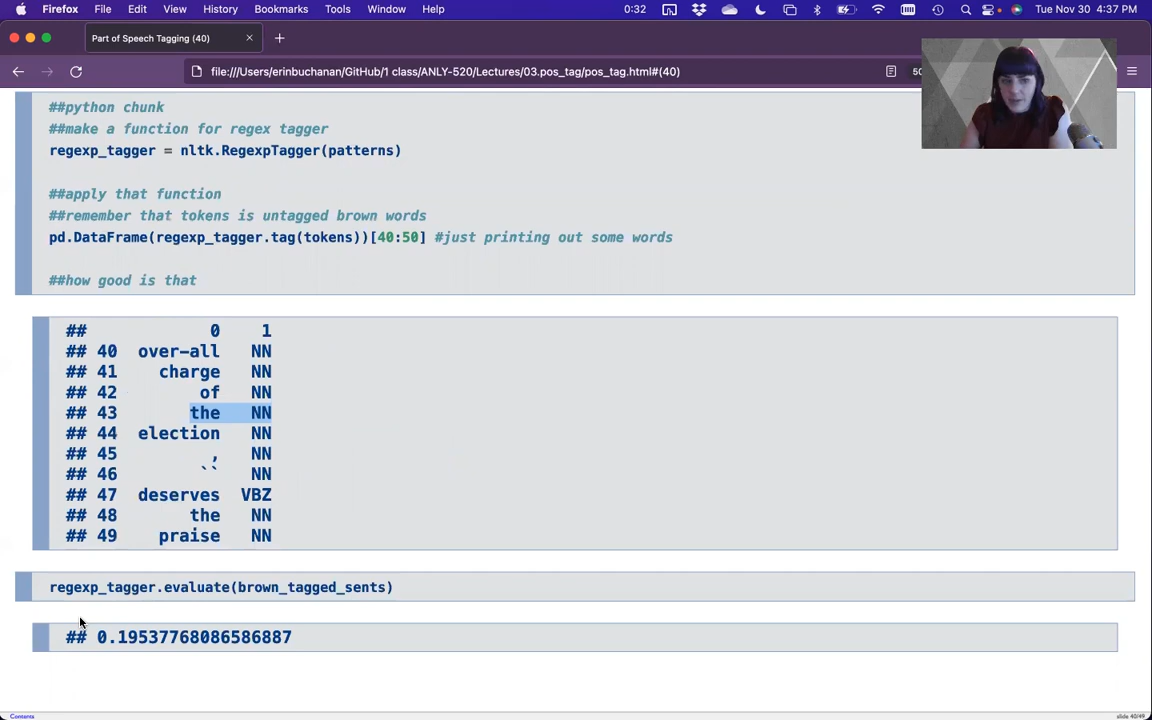 Firefox File Edit View History Bookmarks Tools Window Help 0:32 Tue Nov 30 4:37 PM
Part of Speech Tagging (40)
file:///Users/erinbuchanan/GitHub/1 class/ANLY-520/Lectures/03.pos_tag/pos_tag.html#(40)
##python chunk
##make a function for regex tagger
regexp_tagger = nltk.RegexpTagger(patterns)
##apply that function
##remember that tokens is untagged brown words
pd.DataFrame(regexp_tagger.tag(tokens))[40:50] #just printing out some words
##how good is that
## 0 1
## 40 over-all NN
## 41 charge NN
## 42 of NN
## 43 the NN
## 44 election NN
## 45 , NN
## 46 `` NN
## 47 deserves VBZ
## 48 the NN
## 49 praise NN
regexp_tagger.evaluate(brown_tagged_sents)
## 0.19537768086586887
Contents slide 40/49